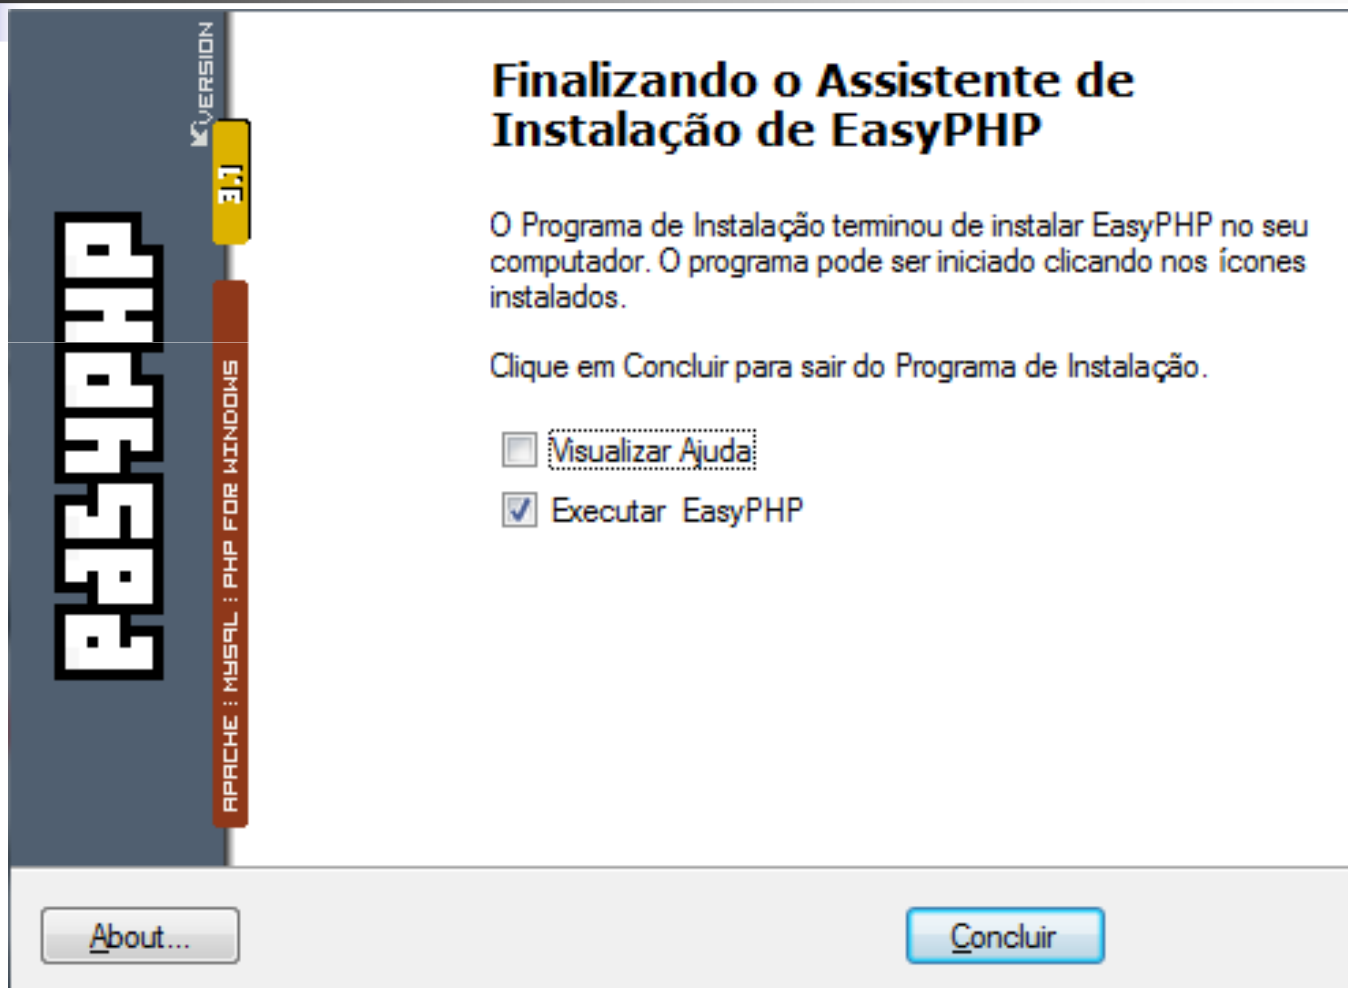 VERSION
3.1
EasyPHP
APACHE : MYSQL : PHP FOR WINDOWS
Finalizando o Assistente de
Instalação de EasyPHP
O Programa de Instalação terminou de instalar EasyPHP no seu
computador. O programa pode ser iniciado clicando nos ícones
instalados.
Clique em Concluir para sair do Programa de Instalação.
Visualizar Ajuda
Executar EasyPHP
About...
Concluir